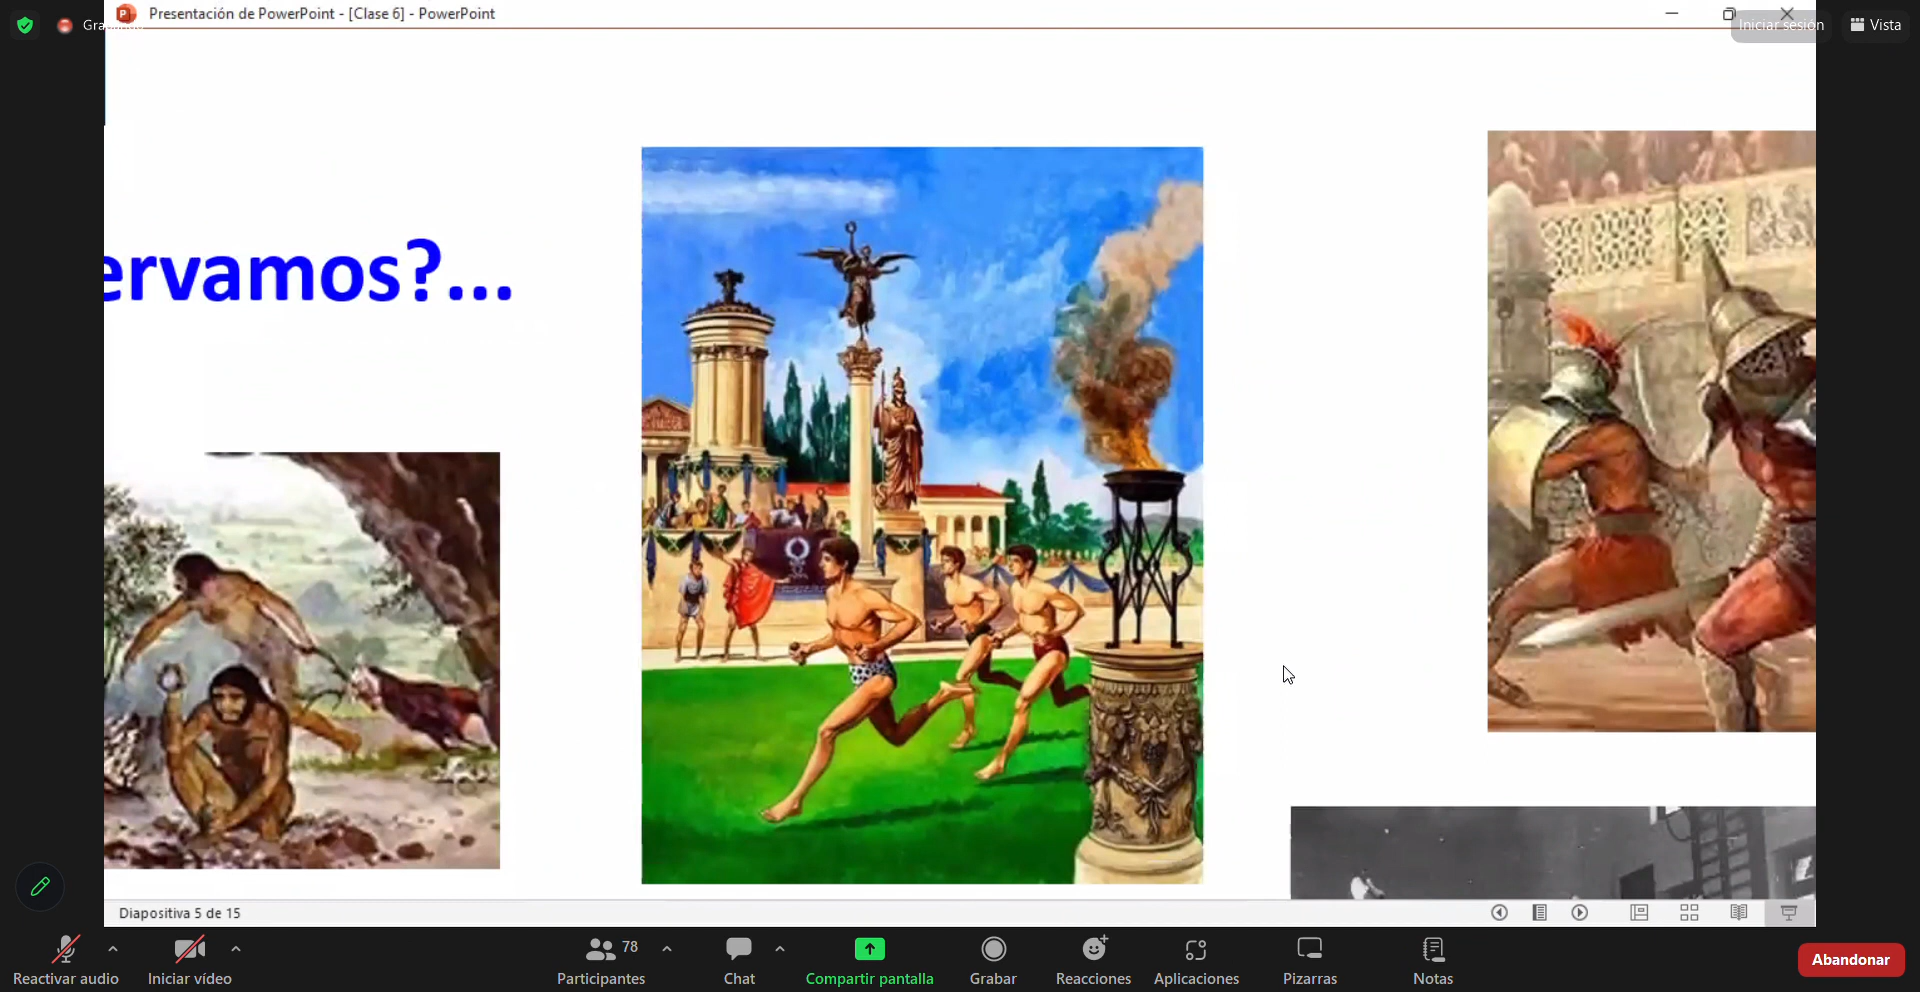 Presentación de PowerPoint - [Clase 6] - PowerPoint
Iniciar sesión
Vista
ervamos?...
Diapositiva 5 de 15
78
Reactivar audio
Iniciar vídeo
Participantes
Chat
Compartir pantalla
Grabar
Reacciones
Aplicaciones
Pizarras
Notas
Abandonar